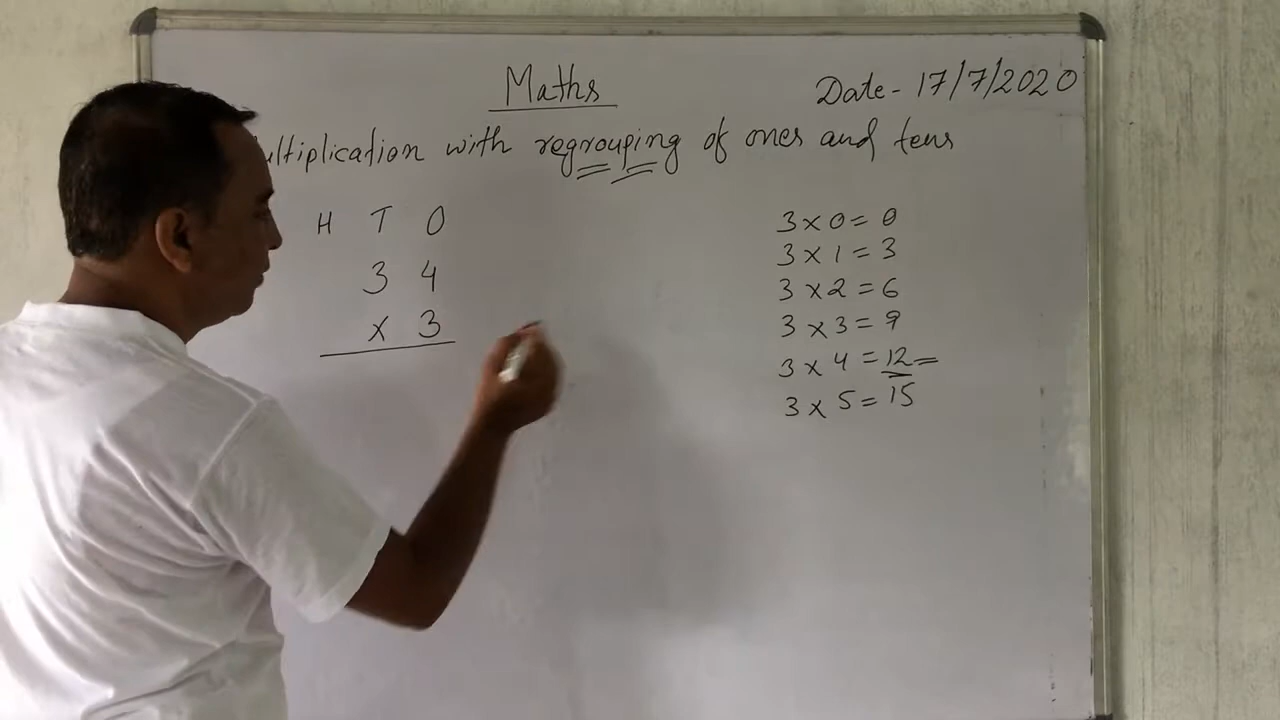 Maths
Date- 17/7/2020
ultiplication with regrouping of ones and tens
H T O
3 4
x 3
3 x 0 = 0
3 x 1 = 3
3 x 2 = 6
3 x 3 = 9
3 x 4 = 12 =
3 x 5 = 15